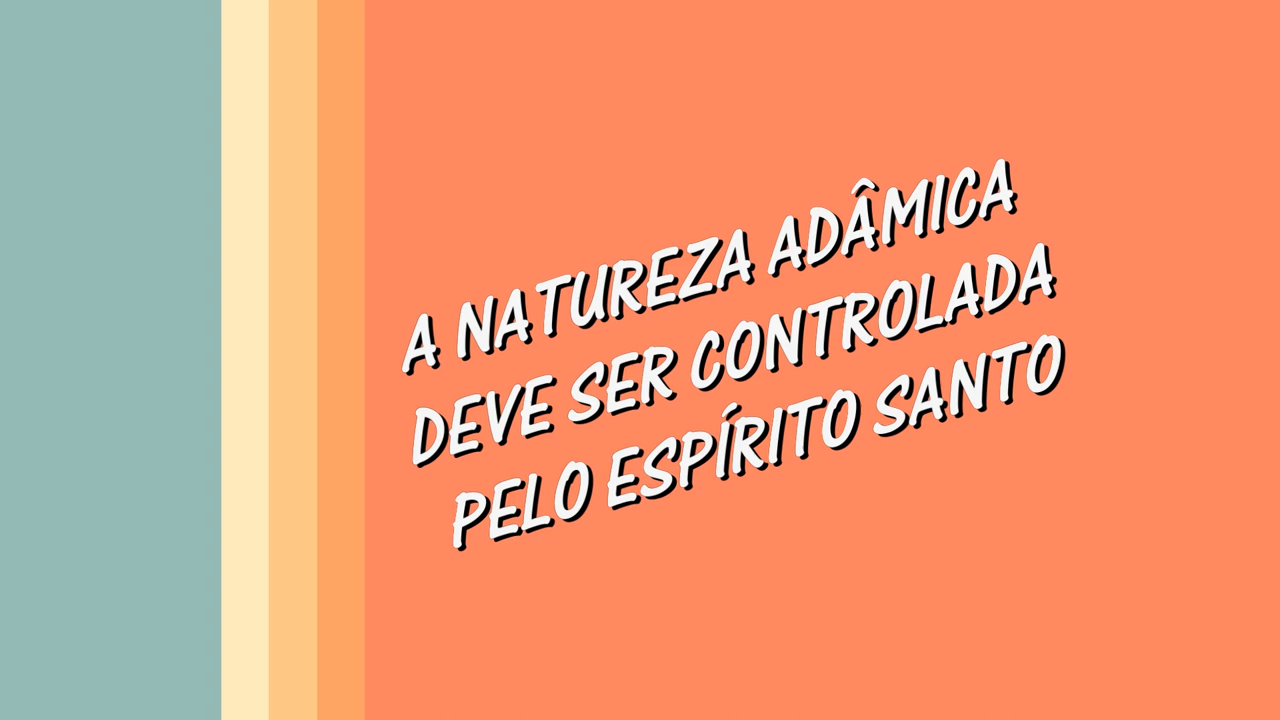 A NATUREZA ADÂMICA
DEVE SER CONTROLADA
PELO ESPÍRITO SANTO